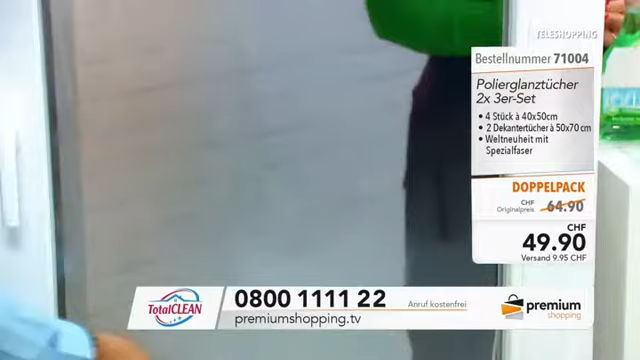 TELESHOPPING
Bestellnummer 71004
Polierglanztücher
2x 3er-Set
• 4 Stück à 40x50cm
• 2 Dekantertücher à 50x70 cm
• Weltneuheit mit
Spezialfaser
DOPPELPACK
CHF
Originalpreis 64.90
CHF
49.90
Versand 9.95 CHF
TotalCLEAN
0800 1111 22 Anruf kostenfrei
premiumshopping.tv
premium
shopping